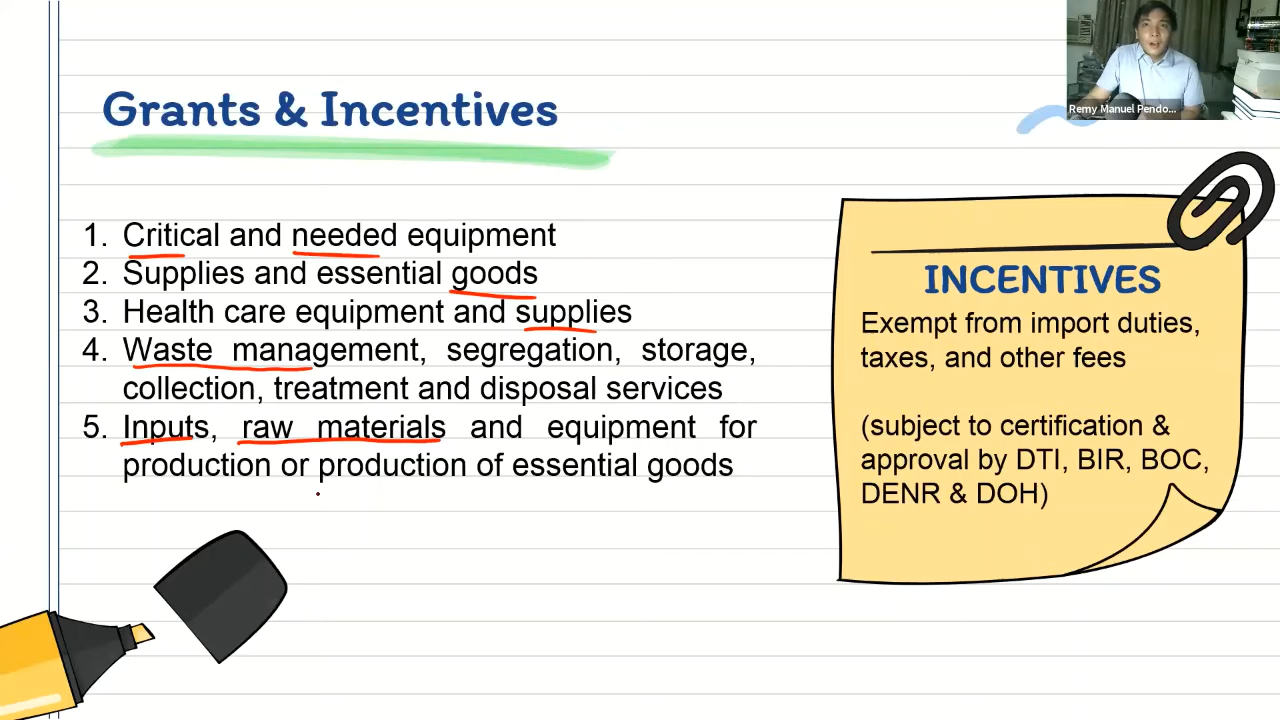 Remy Manuel Pendo...
Grants & Incentives
1. Critical and needed equipment
2. Supplies and essential goods
3. Health care equipment and supplies
4. Waste management, segregation, storage,
collection, treatment and disposal services
5. Inputs, raw materials and equipment for
production or production of essential goods
INCENTIVES
Exempt from import duties,
taxes, and other fees
(subject to certification &
approval by DTI, BIR, BOC,
DENR & DOH)